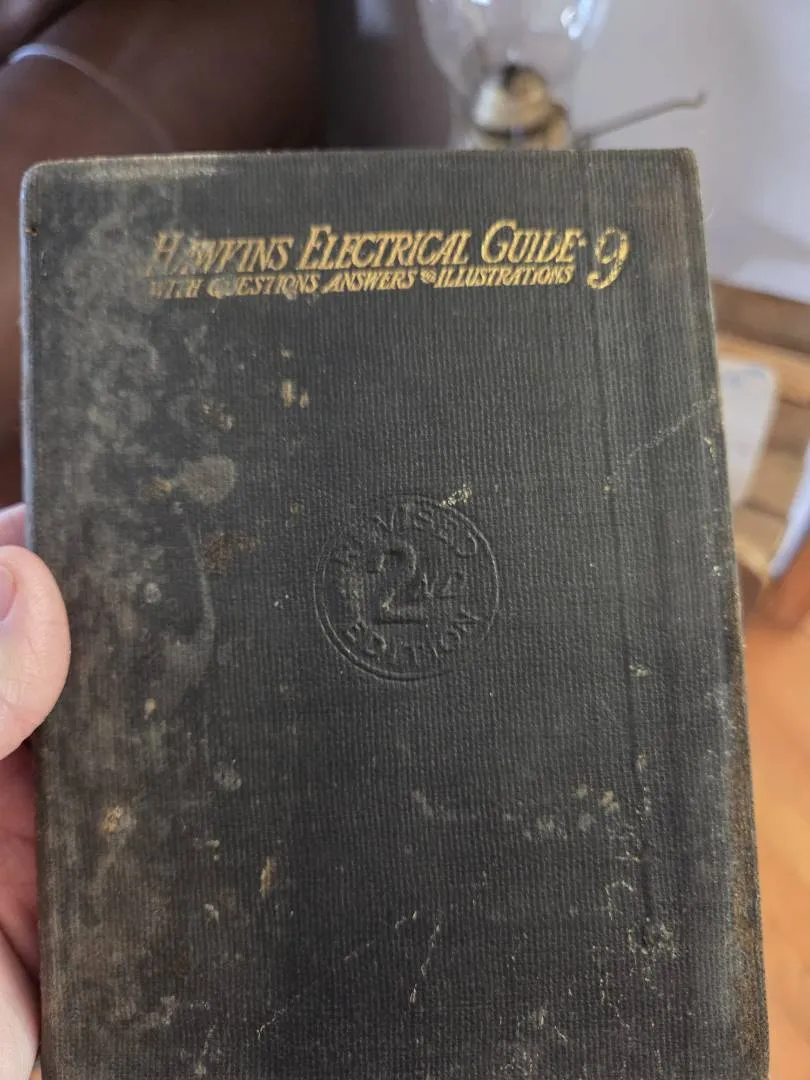 HAWKINS ELECTRICAL GUIDE · 9
WITH QUESTIONS ANSWERS & ILLUSTRATIONS
REVISED
2ND
EDITION